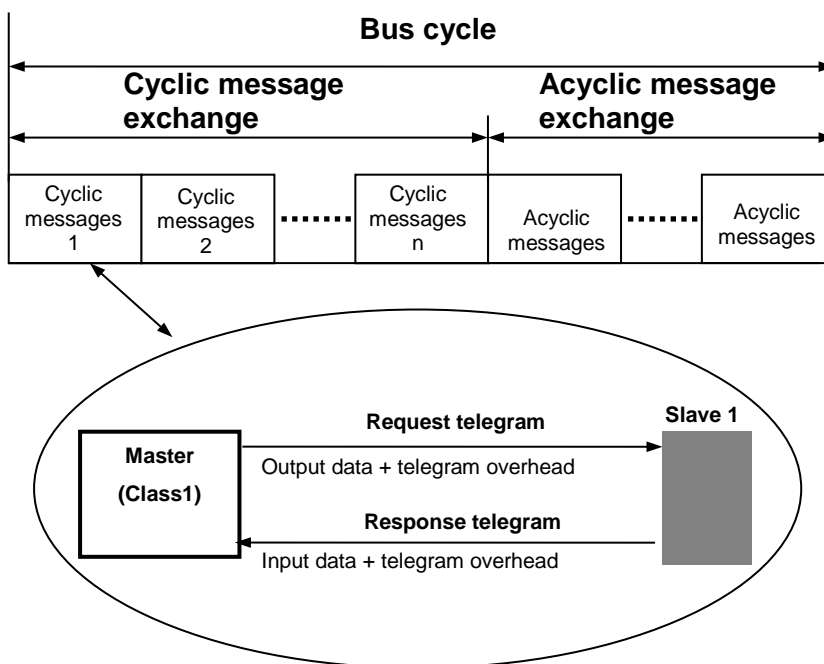 Bus cycle
Cyclic message
exchange
Acyclic message
exchange
Cyclic
messages
1
Cyclic
messages
2
Cyclic
messages
n
Acyclic
messages
Acyclic
messages
Master
(Class1)
Request telegram
Output data + telegram overhead
Response telegram
Input data + telegram overhead
Slave 1